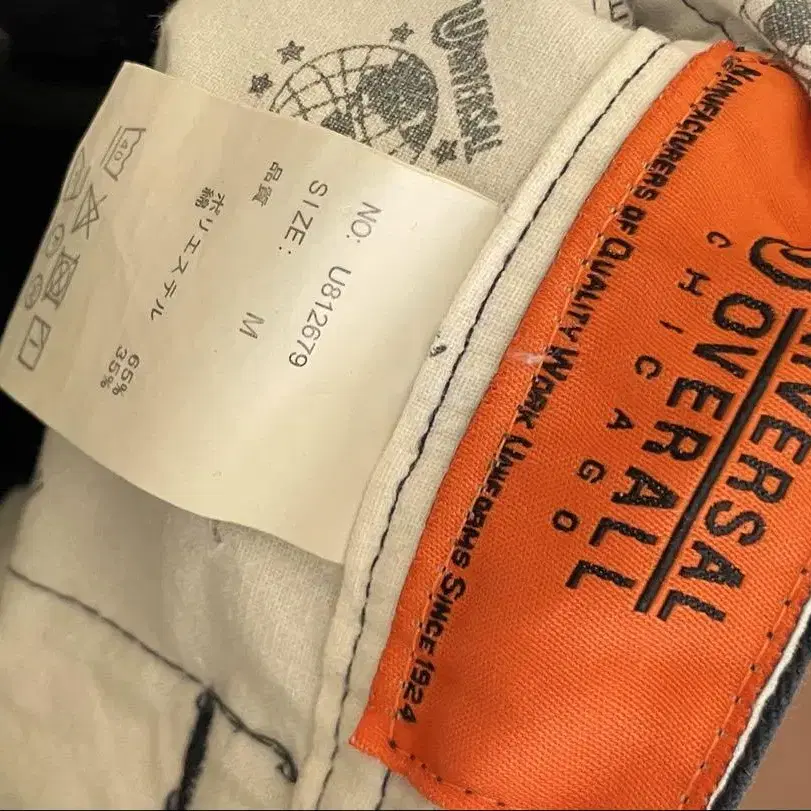 UNIVERSAL
OVERALL
CHICAGO
MANUFACTURERS OF QUALITY WORK UNIFORMS SINCE 1924
NO: U812679
SIZE: M
品質
ポリエステル 65%
綿 35%
40
UNIVERSAL